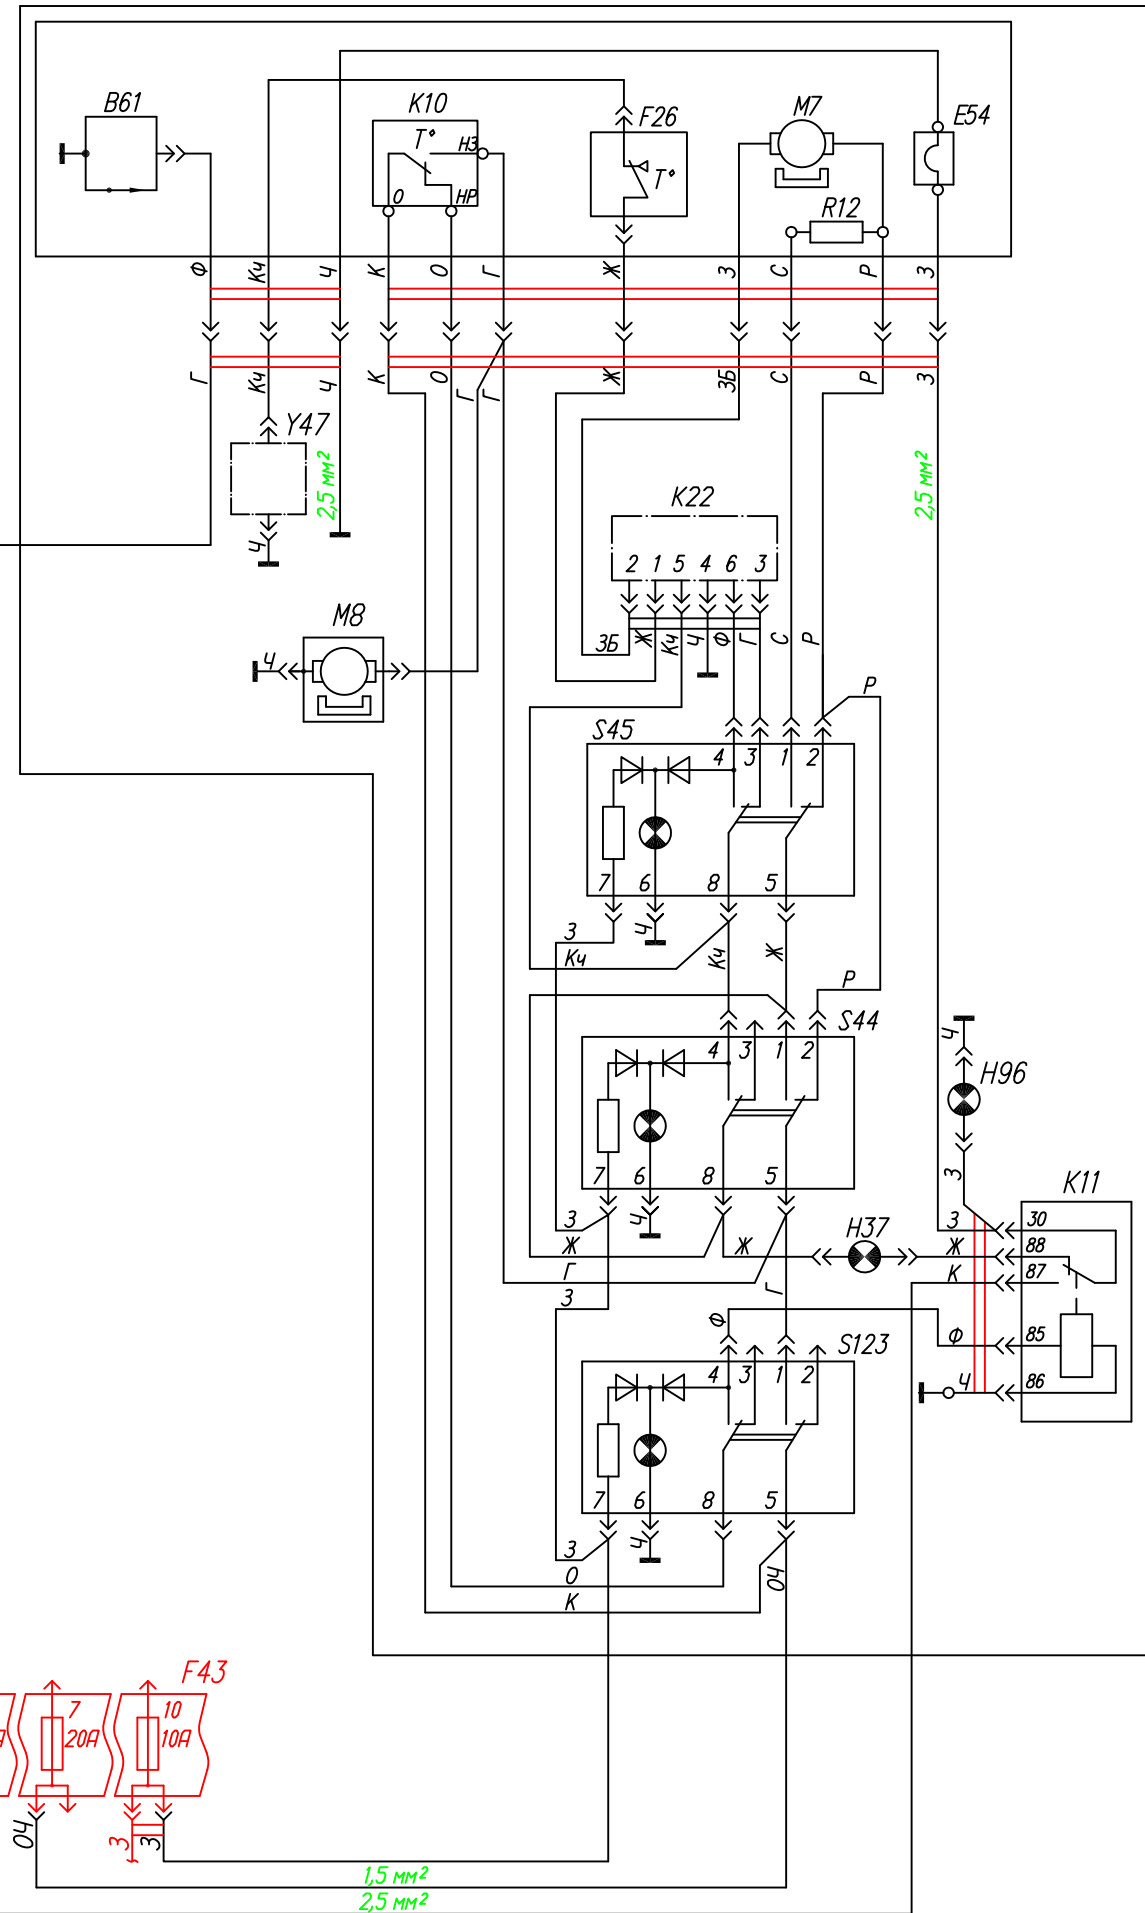 B61
K10
F26
M7
E54
T°
НЗ
О
НР
T°
R12
Ф
Кч
Ч
К
О
Г
Ж
З
С
Р
З
Г
Кч
Ч
К
О
Г
Г
Ж
ЗБ
С
Р
З
Y47
2,5 мм²
2,5 мм²
Ч
K22
2 1 5 4 6 3
M8
Ч
ЗБ
Ж
Кч
Ч
Ф
Г
С
Р
Р
S45
4 3 1 2
7 6 8 5
З
Ч
Кч
Кч
Ж
Р
S44
4 3 1 2
Ч
H96
7 6 8 5
З
K11
З
Ч
Ж
Ж
H37
З
30
Ж
88
К
87
Г
Г
З
Ф
S123
Ф
85
4 3 1 2
Ч
86
7 6 8 5
З
Ч
О
ОЧ
К
F43
7
20А
10
10А
ОЧ
З
З
1,5 мм²
2,5 мм²